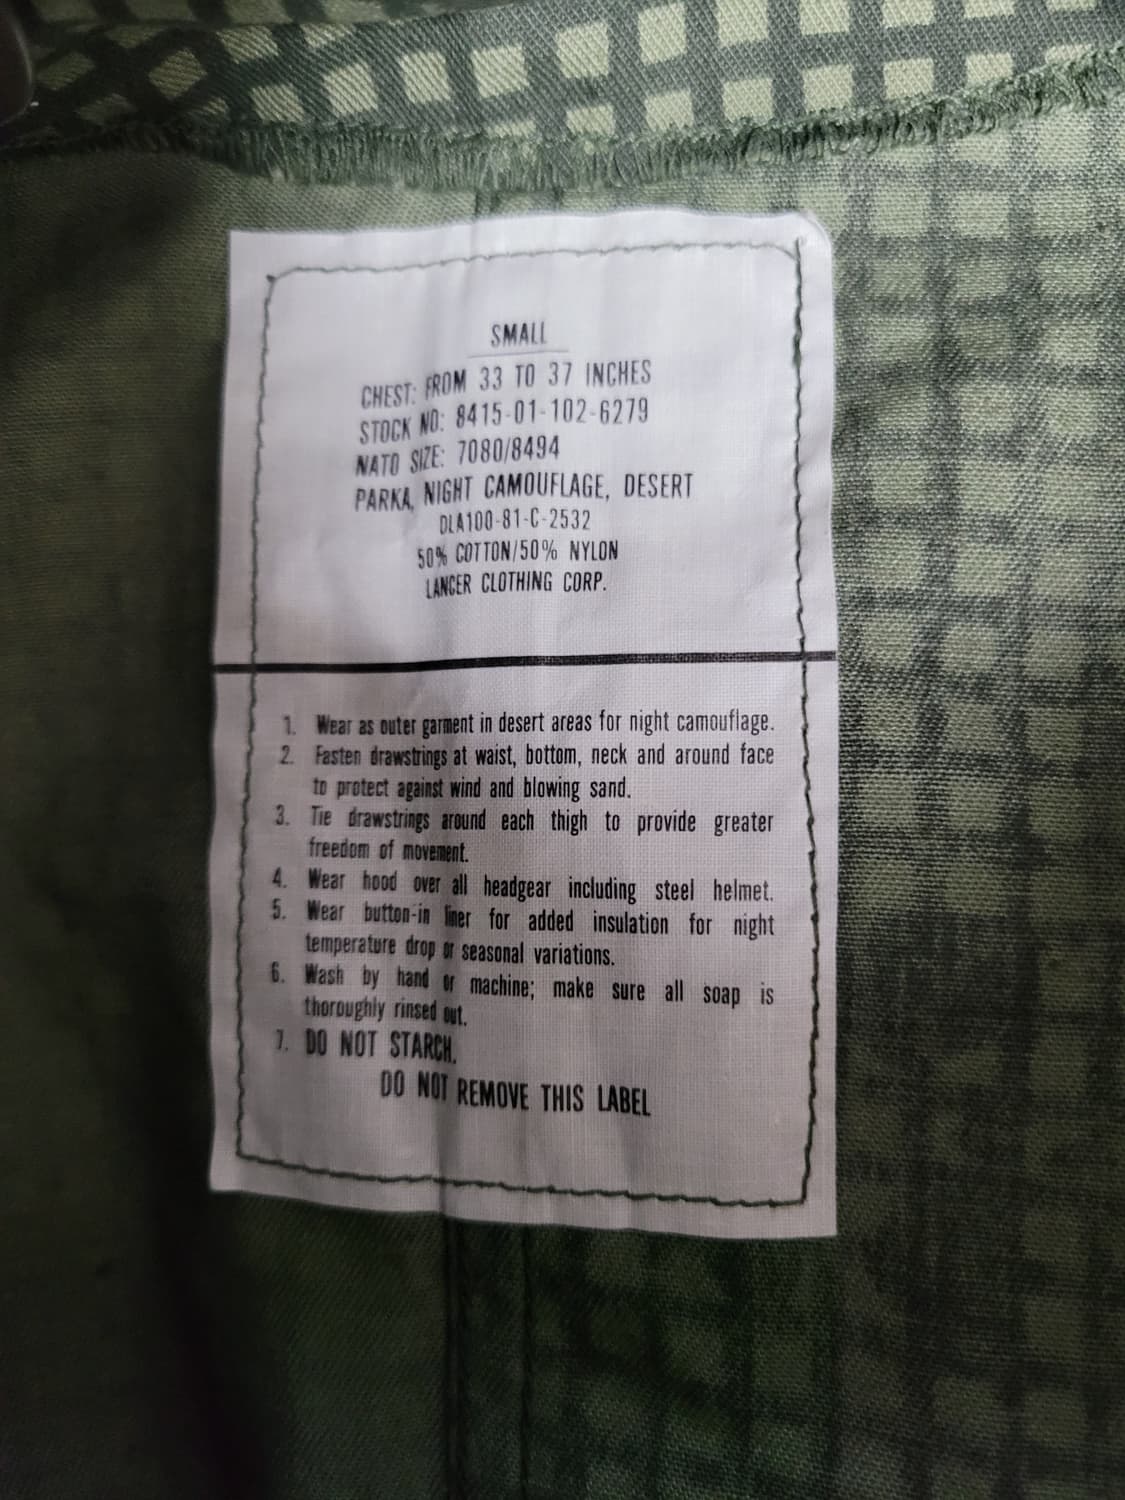 SMALL
CHEST: FROM 33 TO 37 INCHES
STOCK NO: 8415-01-102-6279
NATO SIZE: 7080/8494
PARKA, NIGHT CAMOUFLAGE, DESERT
DLA100-81-C-2532
50% COTTON/50% NYLON
LANCER CLOTHING CORP.
1. Wear as outer garment in desert areas for night camouflage.
2. Fasten drawstrings at waist, bottom, neck and around face
to protect against wind and blowing sand.
3. Tie drawstrings around each thigh to provide greater
freedom of movement.
4. Wear hood over all headgear including steel helmet.
5. Wear button-in liner for added insulation for night
temperature drop or seasonal variations.
6. Wash by hand or machine; make sure all soap is
thoroughly rinsed out.
7. DO NOT STARCH.
DO NOT REMOVE THIS LABEL